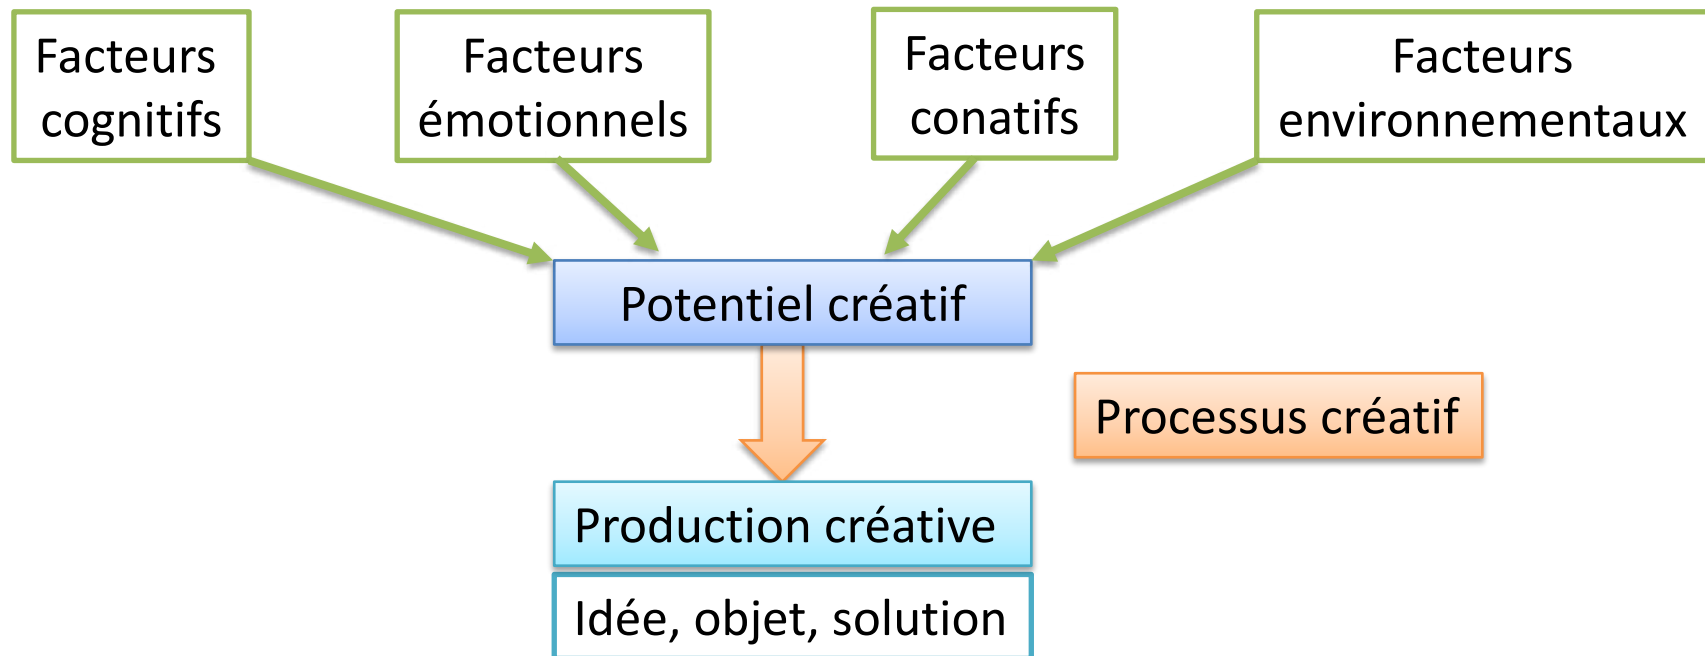 Facteurs
cognitifs
Facteurs
émotionnels
Facteurs
conatifs
Facteurs
environnementaux
Potentiel créatif
Processus créatif
Production créative
Idée, objet, solution